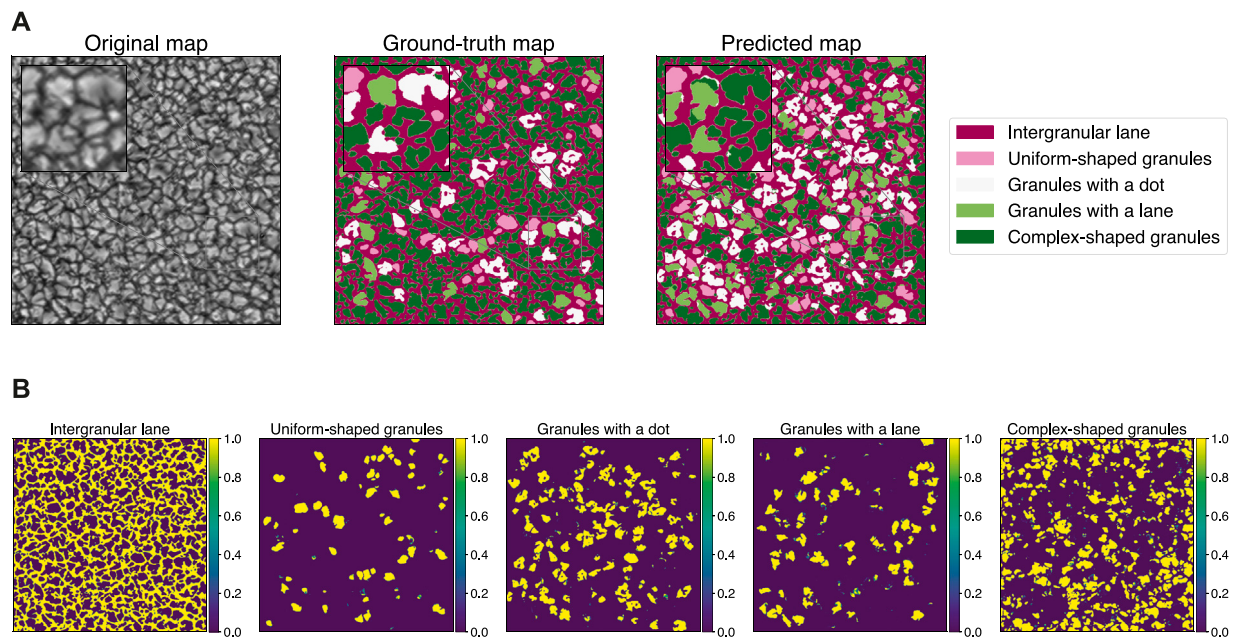 A
Original map
Ground-truth map
Predicted map
Intergranular lane
Uniform-shaped granules
Granules with a dot
Granules with a lane
Complex-shaped granules
B
Intergranular lane
Uniform-shaped granules
Granules with a dot
Granules with a lane
Complex-shaped granules
1.0
0.8
0.6
0.4
0.2
0.0
1.0
0.8
0.6
0.4
0.2
0.0
1.0
0.8
0.6
0.4
0.2
0.0
1.0
0.8
0.6
0.4
0.2
0.0
1.0
0.8
0.6
0.4
0.2
0.0